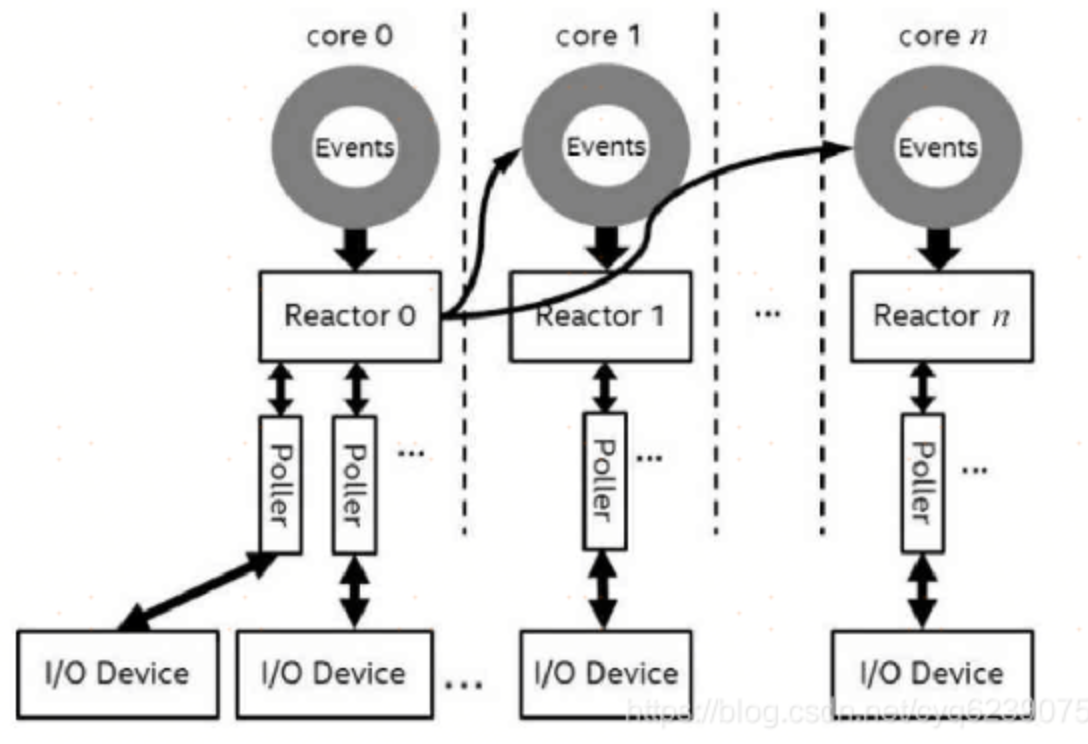 core 0
core 1
core n
Events
Events
Events
Reactor 0
Reactor 1
...
Reactor n
Poller
Poller
...
Poller
...
Poller
...
I/O Device
I/O Device
...
I/O Device
I/O Device
https://blog.csdn.net/cyq6239075